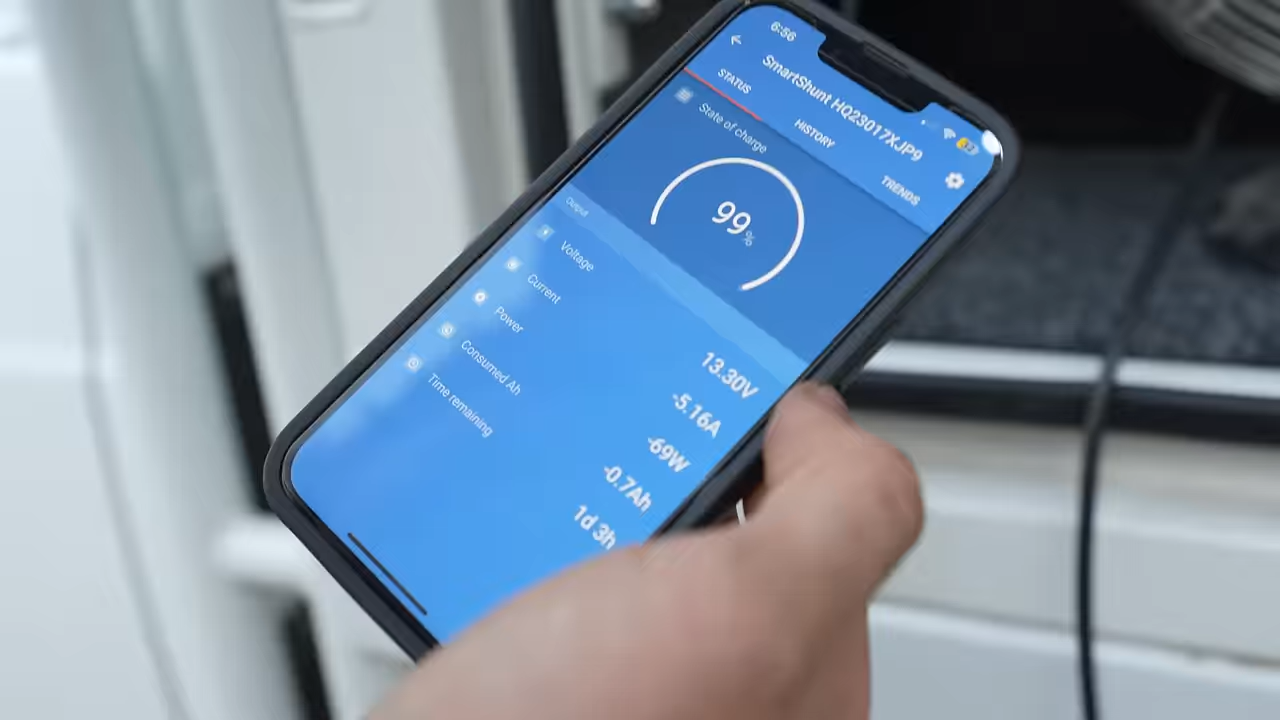 6:56
SmartShunt HQ23017XJP9
STATUS HISTORY TRENDS
State of charge
99%
Output
Voltage 13.30V
Current -5.16A
Power -69W
Consumed Ah -0.7Ah
Time remaining 1d 3h